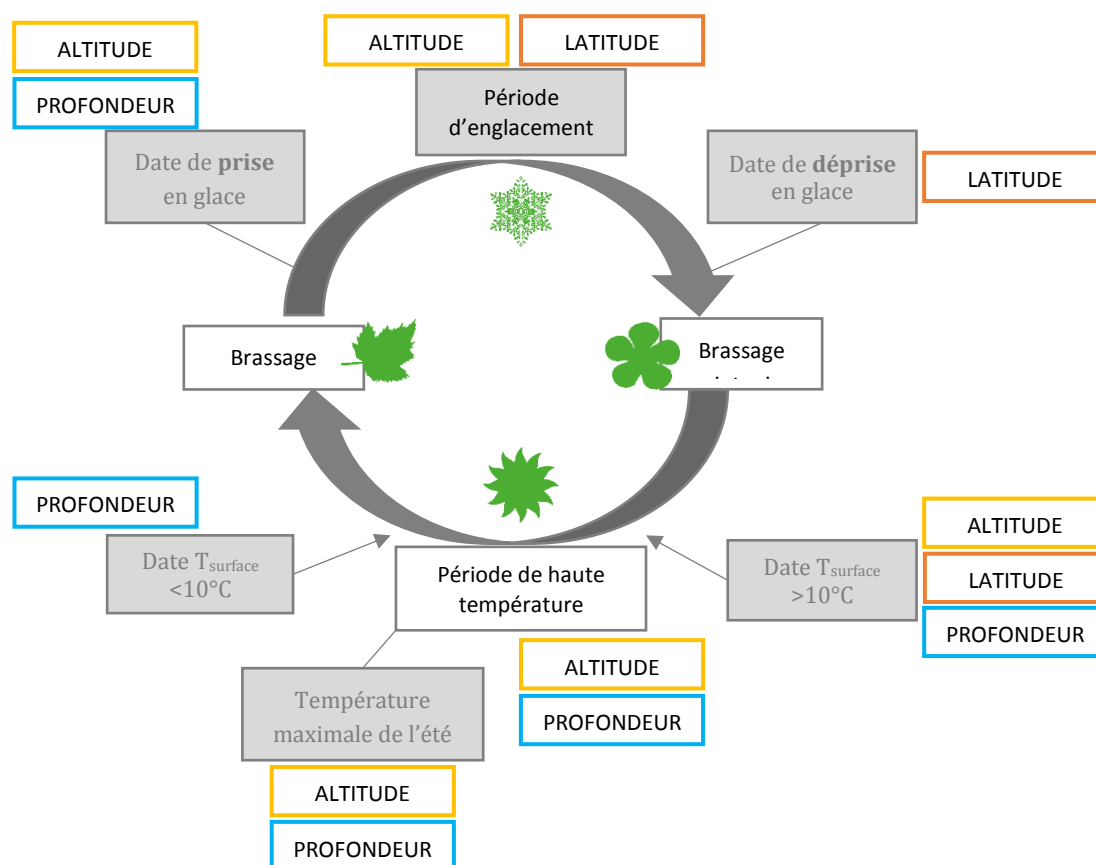 ALTITUDE
PROFONDEUR
Date de prise
en glace
ALTITUDE
LATITUDE
Période
d’englacement
Date de déprise
en glace
LATITUDE
Brassage
Brassage
PROFONDEUR
Date Tsurface
<10°C
Période de haute
température
Date Tsurface
>10°C
ALTITUDE
LATITUDE
PROFONDEUR
Température
maximale de l’été
ALTITUDE
PROFONDEUR
ALTITUDE
PROFONDEUR